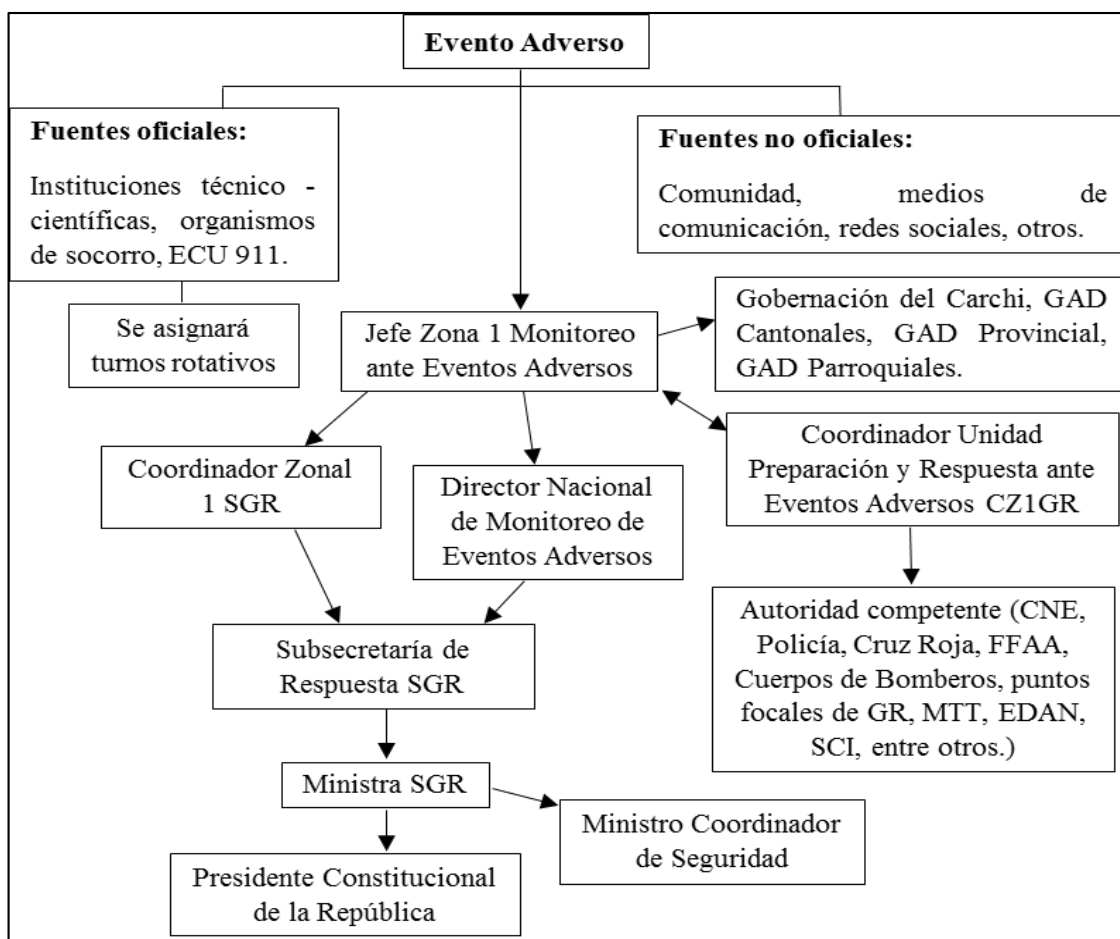 Evento Adverso
Fuentes oficiales:
Instituciones técnico -
científicas, organismos
de socorro, ECU 911.
Fuentes no oficiales:
Comunidad, medios de
comunicación, redes sociales, otros.
Se asignará
turnos rotativos
Jefe Zona 1 Monitoreo
ante Eventos Adversos
Gobernación del Carchi, GAD
Cantonales, GAD Provincial,
GAD Parroquiales.
Coordinador Zonal
1 SGR
Director Nacional
de Monitoreo de
Eventos Adversos
Coordinador Unidad
Preparación y Respuesta ante
Eventos Adversos CZ1GR
Subsecretaría de
Respuesta SGR
Autoridad competente (CNE,
Policía, Cruz Roja, FFAA,
Cuerpos de Bomberos, puntos
focales de GR, MTT, EDAN,
SCI, entre otros.)
Ministra SGR
Ministro Coordinador
de Seguridad
Presidente Constitucional
de la República